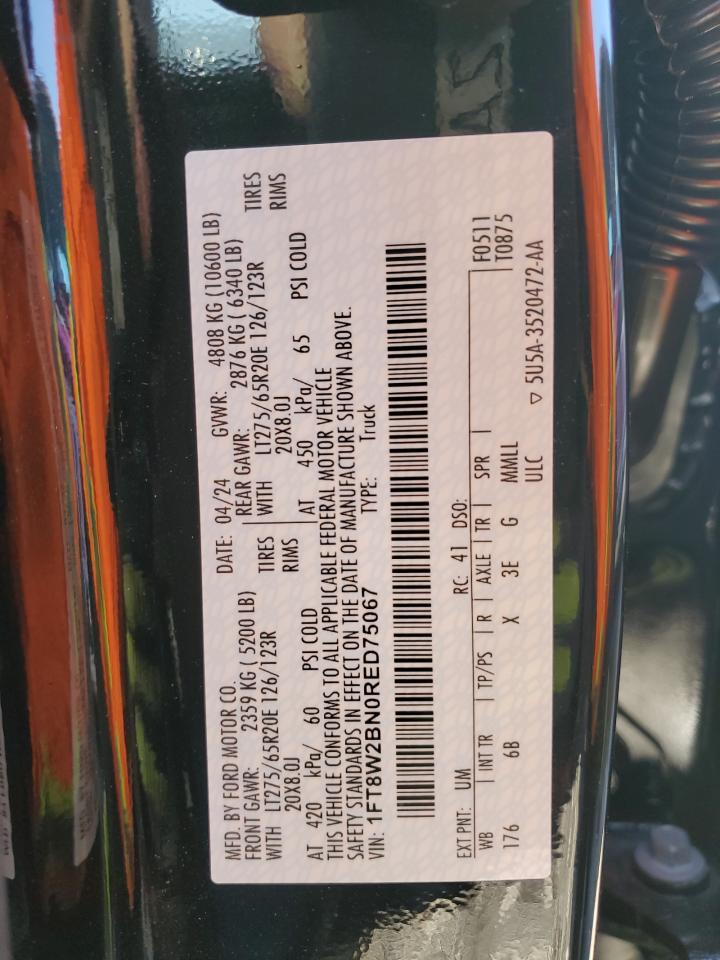 MFD. BY FORD MOTOR CO.
DATE: 04/24 GVWR: 4808 KG (10600 LB)
FRONT GAWR: 2359 KG ( 5200 LB) REAR GAWR: 2876 KG ( 6340 LB)
WITH LT275/65R20E 126/123R TIRES WITH LT275/65R20E 126/123R TIRES
20X8.0J RIMS 20X8.0J RIMS
AT 420 kPa/ 60 PSI COLD AT 450 kPa/ 65 PSI COLD
THIS VEHICLE CONFORMS TO ALL APPLICABLE FEDERAL MOTOR VEHICLE
SAFETY STANDARDS IN EFFECT ON THE DATE OF MANUFACTURE SHOWN ABOVE.
VIN: 1FT8W2BN0RED75067 TYPE: Truck
EXT PNT: UM RC: 41 DSO:
WB INT TR TP/PS R AXLE TR SPR F0511
176 6B X 3E G MMLL T0875
ULC
▽ 5U5A-3520472-AA